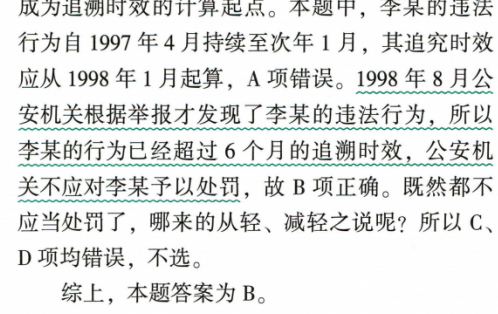 成为追溯时效的计算起点。本题中，李某的违法
行为自 1997 年 4 月持续至次年 1 月，其追究时效
应从 1998 年 1 月起算，A 项错误。1998 年 8 月公
安机关根据举报才发现了李某的违法行为，所以
李某的行为已经超过 6 个月的追溯时效，公安机
关不应对李某予以处罚，故 B 项正确。既然都不
应当处罚了，哪来的从轻、减轻之说呢？所以 C、
D 项均错误，不选。
综上，本题答案为 B。